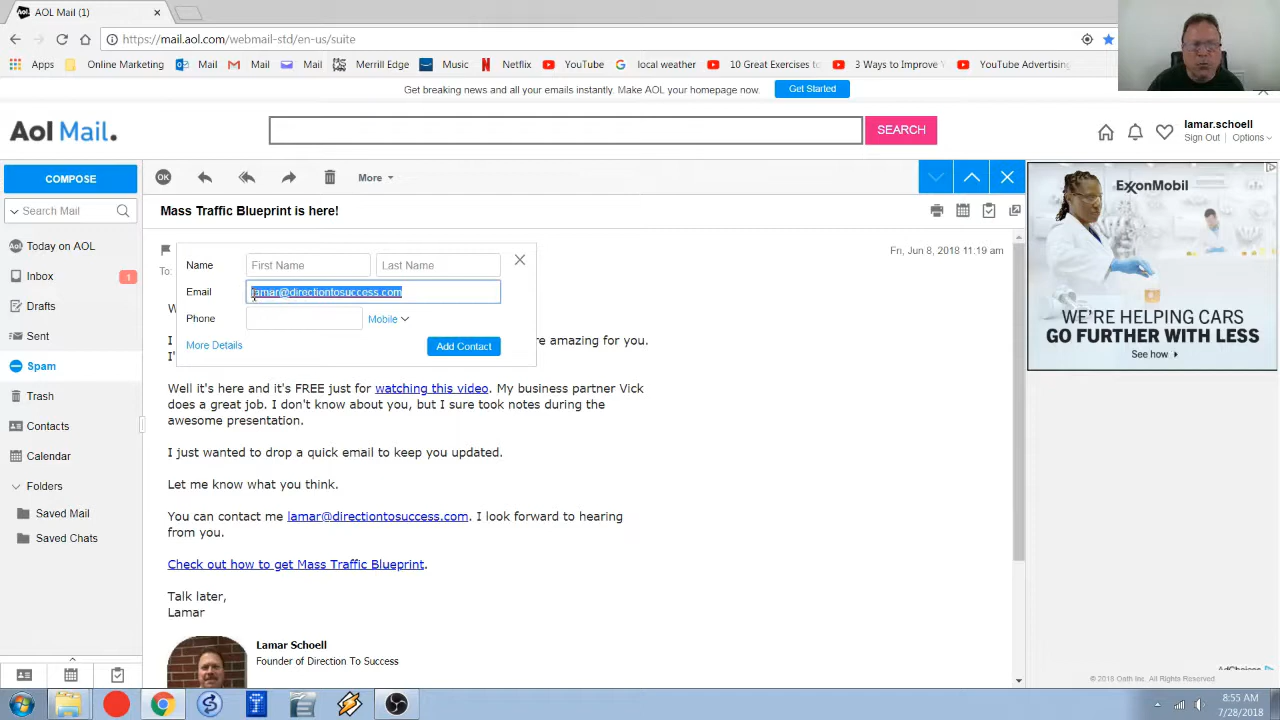 AOL Mail (1)
https://mail.aol.com/webmail-std/en-us/suite
Apps Online Marketing Mail Mail Mail Merrill Edge Music Netflix YouTube local weather 10 Great Exercises to 3 Ways to Improve YouTube Advertising
Get breaking news and all your emails instantly. Make AOL your homepage now. Get Started
Aol Mail. SEARCH
lamar.schoell
Sign Out | Options
COMPOSE
OK More
Search Mail
Mass Traffic Blueprint is here!
Today on AOL
Inbox 1
Drafts
Sent
Spam
Trash
Contacts
Calendar
Folders
Saved Mail
Saved Chats
Fri, Jun 8, 2018 11:19 am
To:
Name First Name Last Name
Email lamar@directiontosuccess.com
Phone Mobile
More Details Add Contact
W
I re amazing for you.
I'
Well it's here and it's FREE just for watching this video. My business partner Vick
does a great job. I don't know about you, but I sure took notes during the
awesome presentation.
I just wanted to drop a quick email to keep you updated.
Let me know what you think.
You can contact me lamar@directiontosuccess.com. I look forward to hearing
from you.
Check out how to get Mass Traffic Blueprint.
Talk later,
Lamar
Lamar Schoell
Founder of Direction To Success
ExxonMobil
WE'RE HELPING CARS
GO FURTHER WITH LESS
See how
AdChoices
© 2018 Oath Inc. All Rights Reserved
8:55 AM
7/28/2018